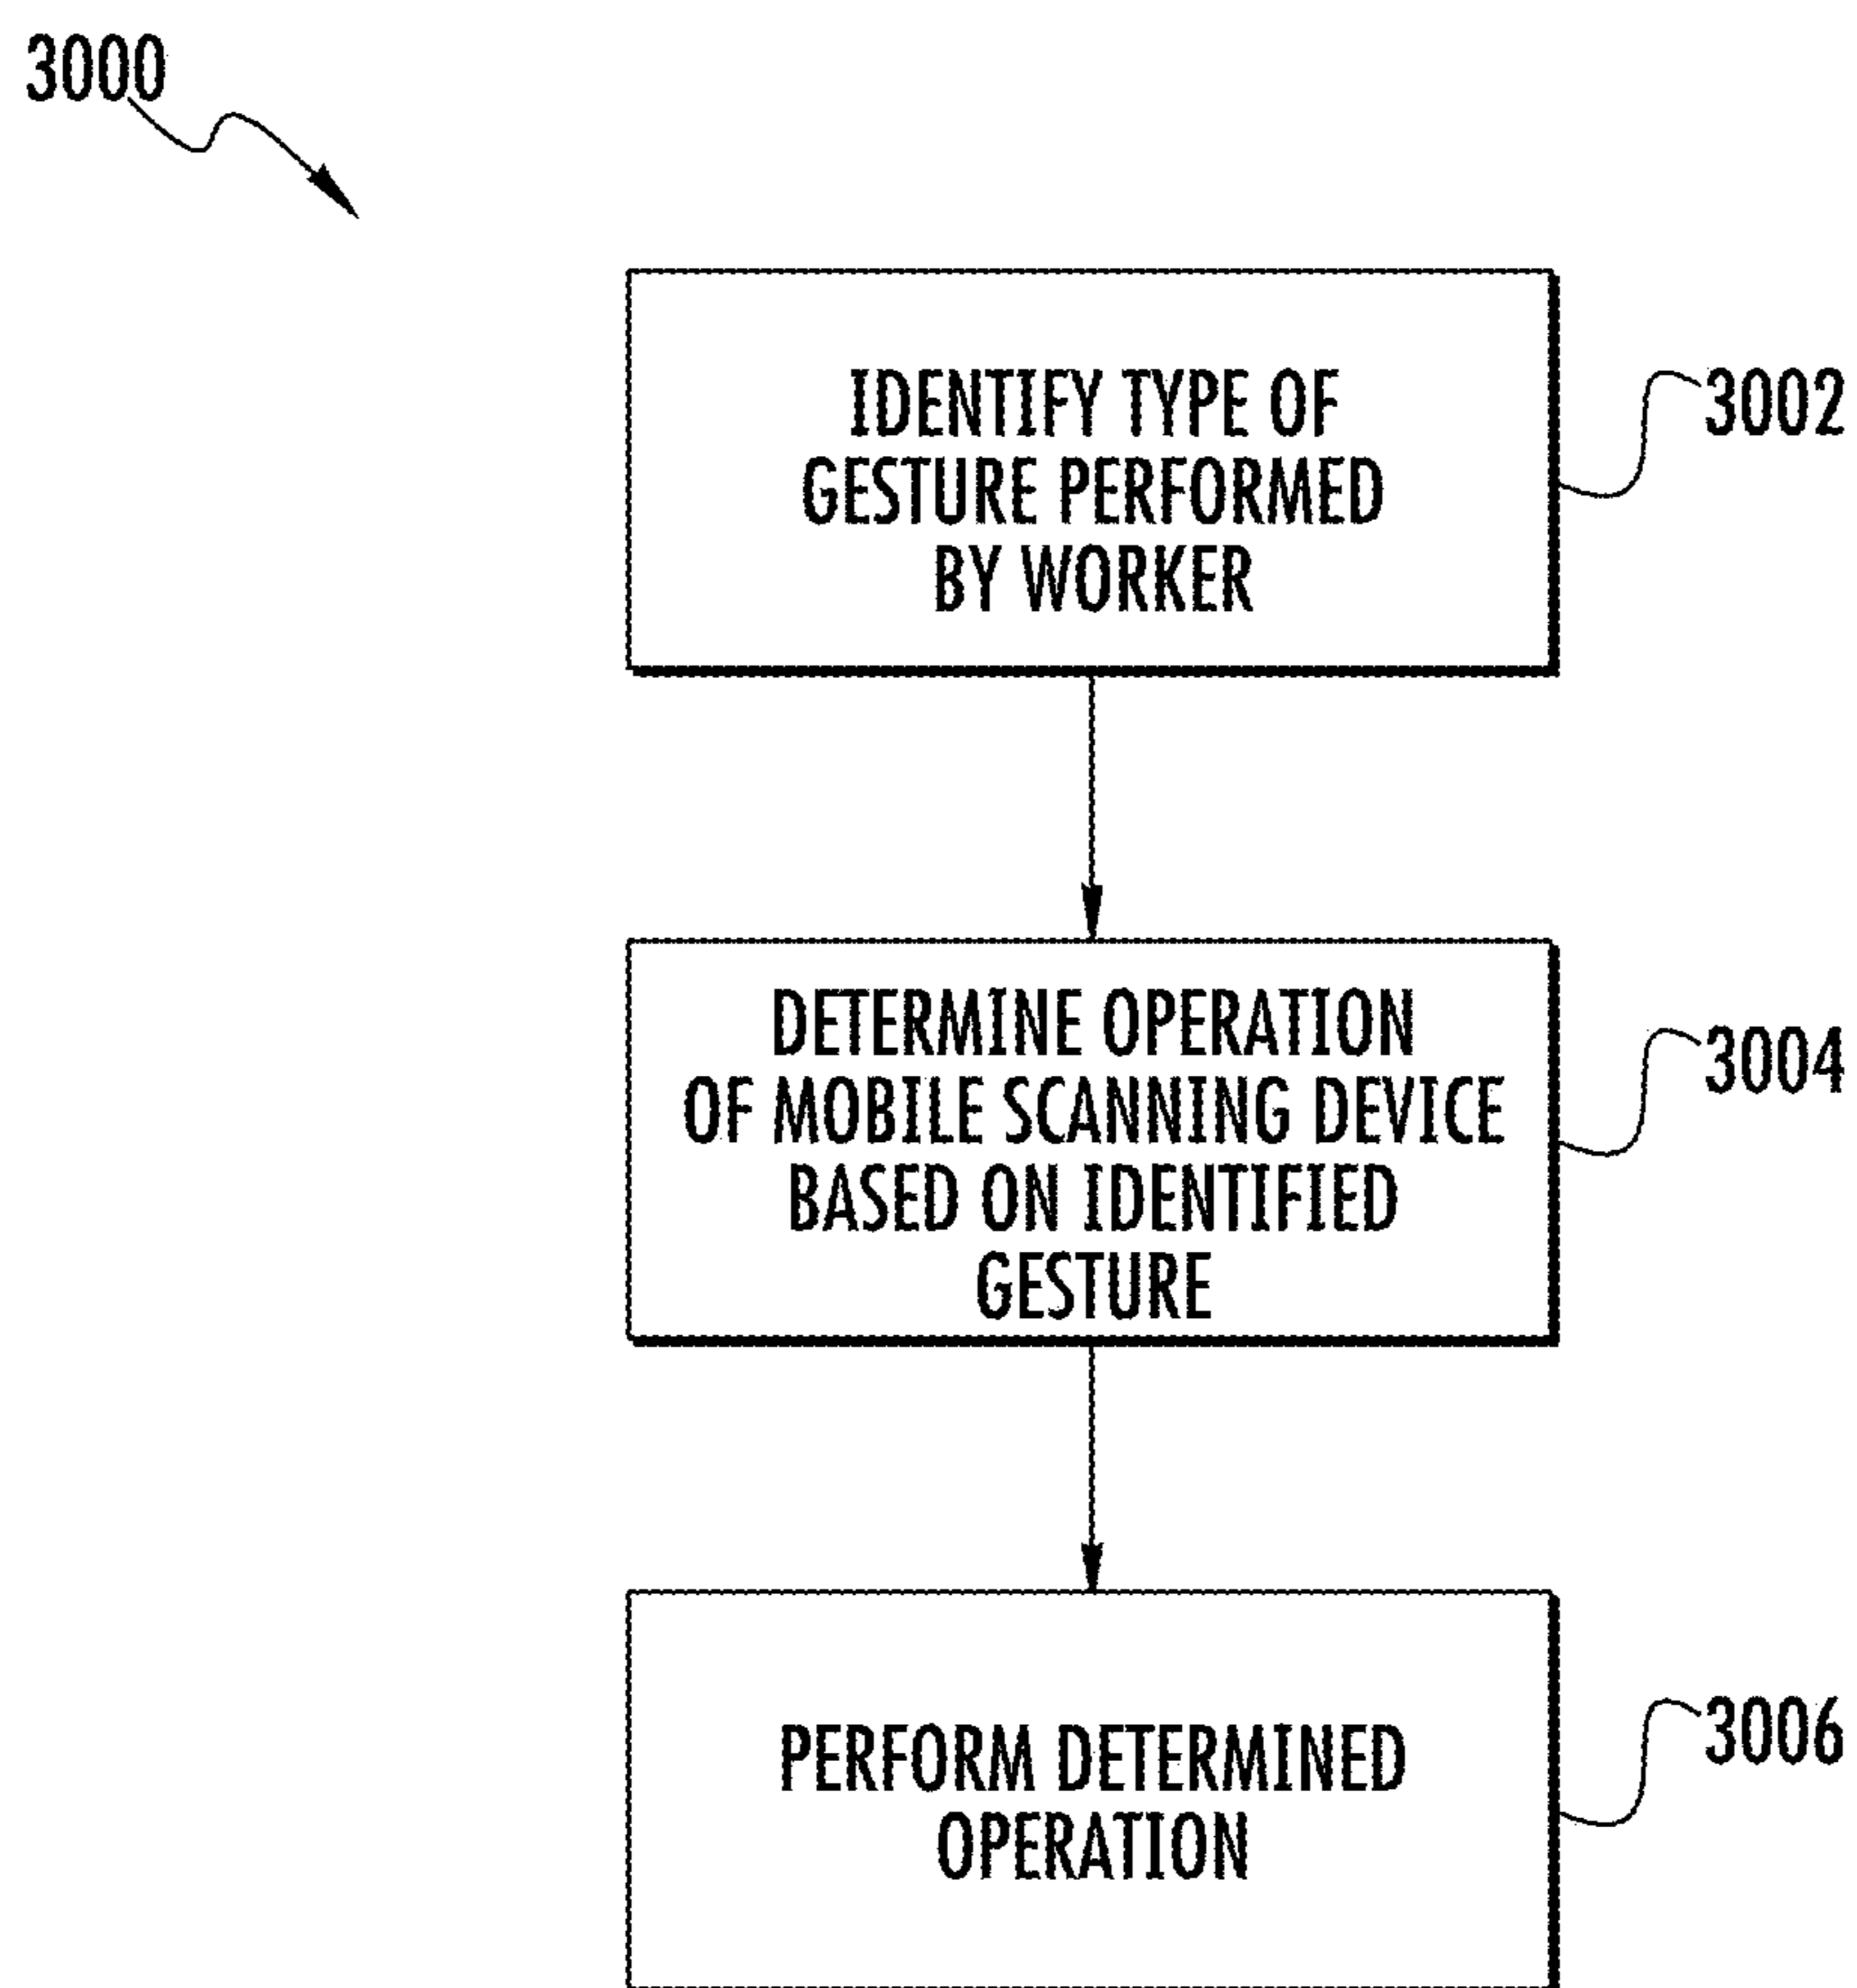 3000
IDENTIFY TYPE OF
GESTURE PERFORMED
BY WORKER
3002
DETERMINE OPERATION
OF MOBILE SCANNING DEVICE
BASED ON IDENTIFIED
GESTURE
3004
PERFORM DETERMINED
OPERATION
3006